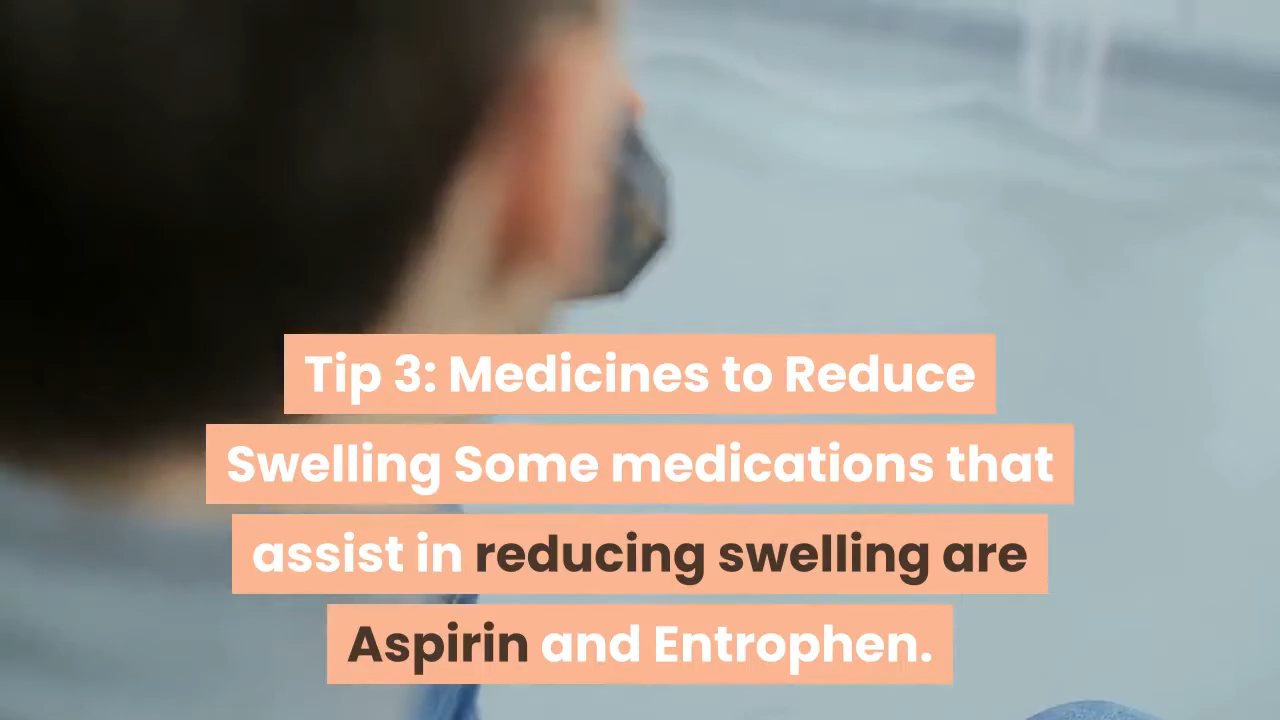 Tip 3: Medicines to Reduce
Swelling Some medications that
assist in reducing swelling are
Aspirin and Entrophen.